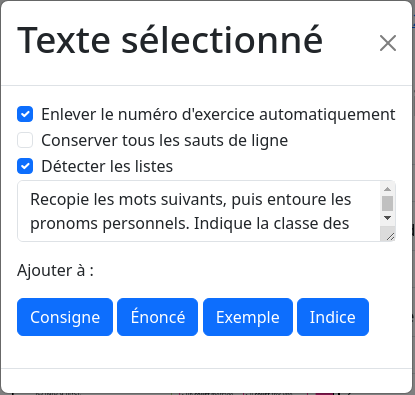 Texte sélectionné
Enlever le numéro d'exercice automatiquement
Conserver tous les sauts de ligne
Détecter les listes
Recopie les mots suivants, puis entoure les
pronoms personnels. Indique la classe des
Ajouter à :
Consigne Énoncé Exemple Indice